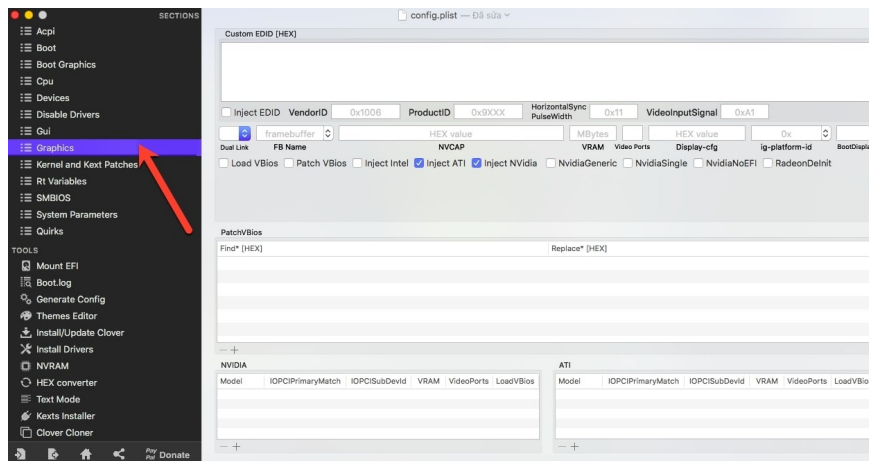 SECTIONS
config.plist — Đã sửa
Acpi
Boot
Boot Graphics
Cpu
Devices
Disable Drivers
Gui
Graphics
Kernel and Kext Patches
Rt Variables
SMBIOS
System Parameters
Quirks
TOOLS
Mount EFI
Boot.log
Generate Config
Themes Editor
Install/Update Clover
Install Drivers
NVRAM
HEX converter
Text Mode
Kexts Installer
Clover Cloner
Pay Pal Donate
Custom EDID [HEX]
Inject EDID VendorID 0x1006 ProductID 0x9XXX HorizontalSync PulseWidth 0x11 VideoInputSignal 0xA1
framebuffer HEX value MBytes HEX value 0x
Dual Link FB Name NVCAP VRAM Video Ports Display-cfg ig-platform-id BootDispla
Load VBios Patch VBios Inject Intel Inject ATI Inject NVidia NvidiaGeneric NvidiaSingle NvidiaNoEFI RadeonDeInit
PatchVBios
Find* [HEX] Replace* [HEX]
− +
NVIDIA
Model IOPCIPrimaryMatch IOPCISubDevId VRAM VideoPorts LoadVBios
− +
ATI
Model IOPCIPrimaryMatch IOPCISubDevId VRAM VideoPorts LoadVBio
− +